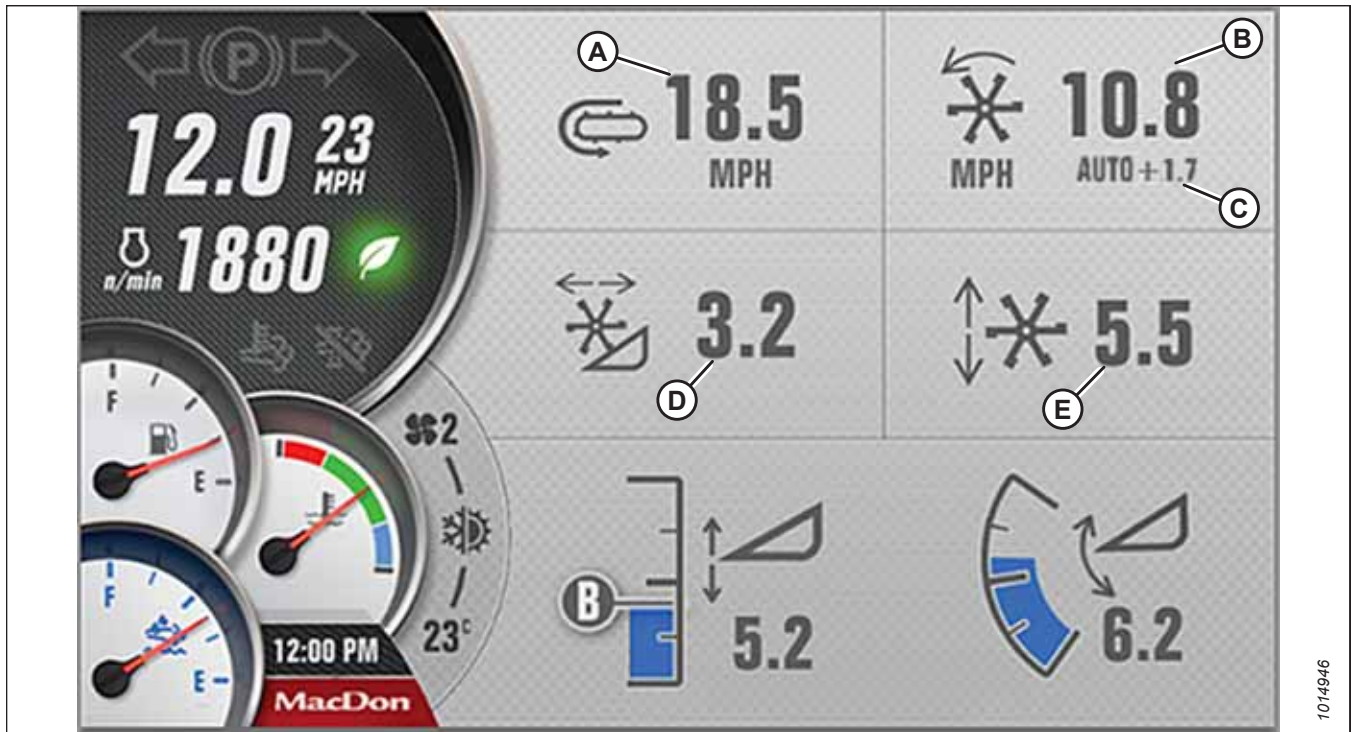 P
12.0 23
MPH
n/min 1880
F
E
F
E
12:00 PM
MacDon
2
23°C
A
18.5
MPH
B
10.8
MPH AUTO +1.7
C
3.2
D
5.5
E
B
5.2
6.2
1014946